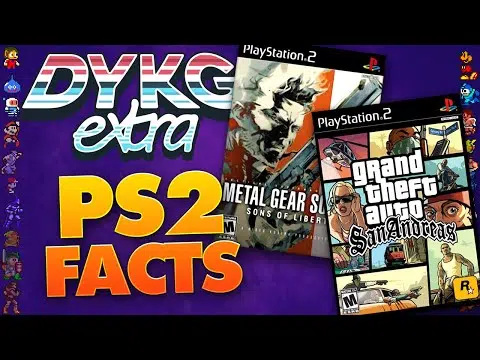 DYKG
extra
PS2
FACTS
PlayStation 2
METAL GEAR S
SONS OF LIBER
M
PlayStation 2
grand
theft
auto
San Andreas
M
R